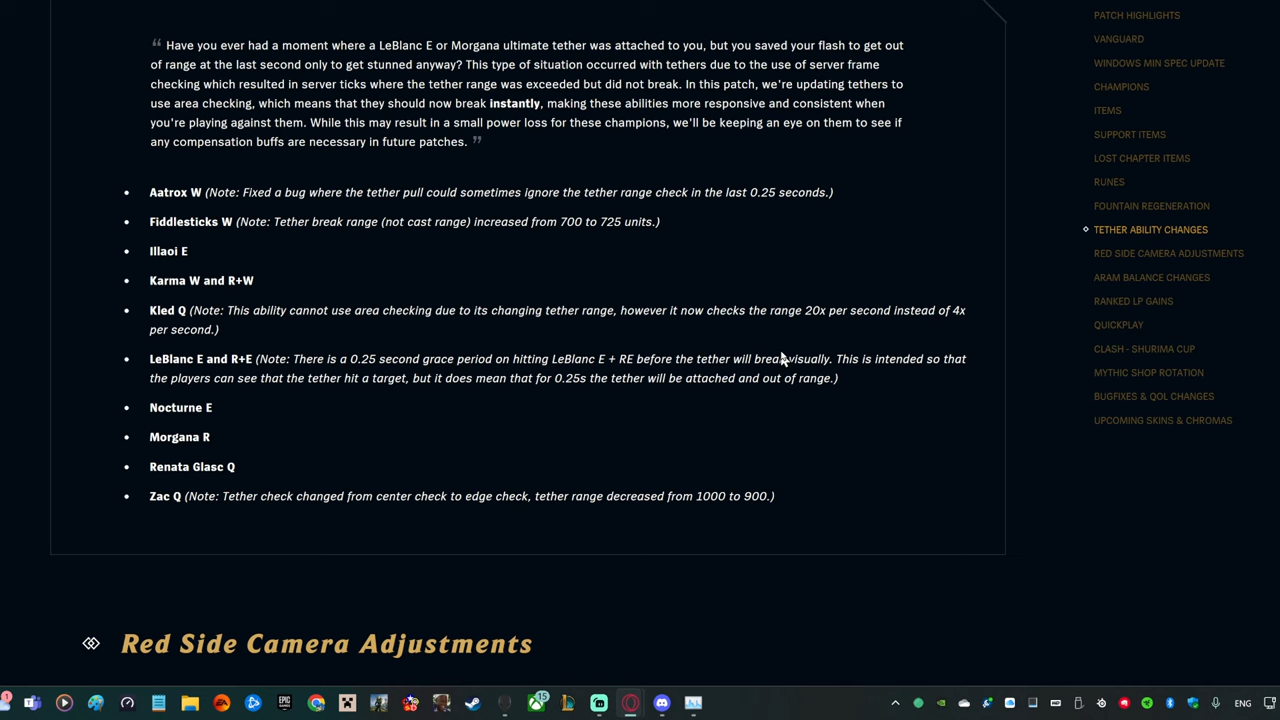 “ Have you ever had a moment where a LeBlanc E or Morgana ultimate tether was attached to you, but you saved your flash to get out
of range at the last second only to get stunned anyway? This type of situation occurred with tethers due to the use of server frame
checking which resulted in server ticks where the tether range was exceeded but did not break. In this patch, we're updating tethers to
use area checking, which means that they should now break instantly, making these abilities more responsive and consistent when
you're playing against them. While this may result in a small power loss for these champions, we'll be keeping an eye on them to see if
any compensation buffs are necessary in future patches. ”
• Aatrox W (Note: Fixed a bug where the tether pull could sometimes ignore the tether range check in the last 0.25 seconds.)
• Fiddlesticks W (Note: Tether break range (not cast range) increased from 700 to 725 units.)
• Illaoi E
• Karma W and R+W
• Kled Q (Note: This ability cannot use area checking due to its changing tether range, however it now checks the range 20x per second instead of 4x
per second.)
• LeBlanc E and R+E (Note: There is a 0.25 second grace period on hitting LeBlanc E + RE before the tether will break visually. This is intended so that
the players can see that the tether hit a target, but it does mean that for 0.25s the tether will be attached and out of range.)
• Nocturne E
• Morgana R
• Renata Glasc Q
• Zac Q (Note: Tether check changed from center check to edge check, tether range decreased from 1000 to 900.)
Red Side Camera Adjustments
PATCH HIGHLIGHTS
VANGUARD
WINDOWS MIN SPEC UPDATE
CHAMPIONS
ITEMS
SUPPORT ITEMS
LOST CHAPTER ITEMS
RUNES
FOUNTAIN REGENERATION
TETHER ABILITY CHANGES
RED SIDE CAMERA ADJUSTMENTS
ARAM BALANCE CHANGES
RANKED LP GAINS
QUICKPLAY
CLASH - SHURIMA CUP
MYTHIC SHOP ROTATION
BUGFIXES & QOL CHANGES
UPCOMING SKINS & CHROMAS
1
EA
EPIC
GAMES
15
ENG